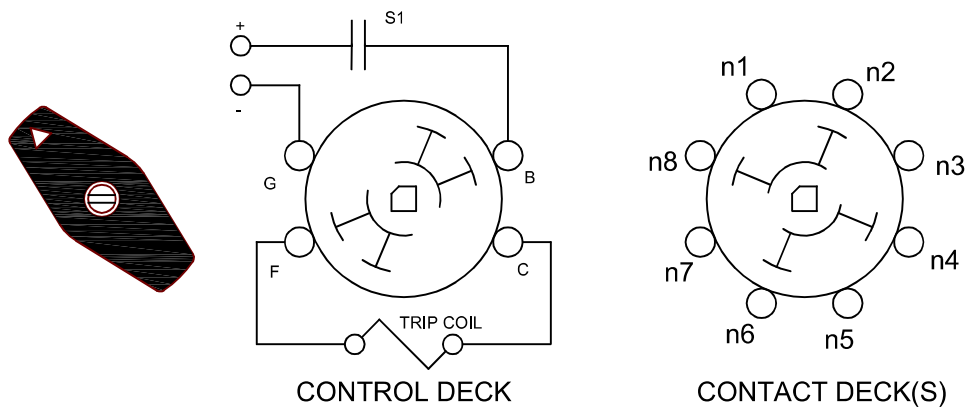 S1
+
-
G
B
F
C
TRIP COIL
CONTROL DECK
n1
n2
n8
n3
n7
n4
n6
n5
CONTACT DECK(S)